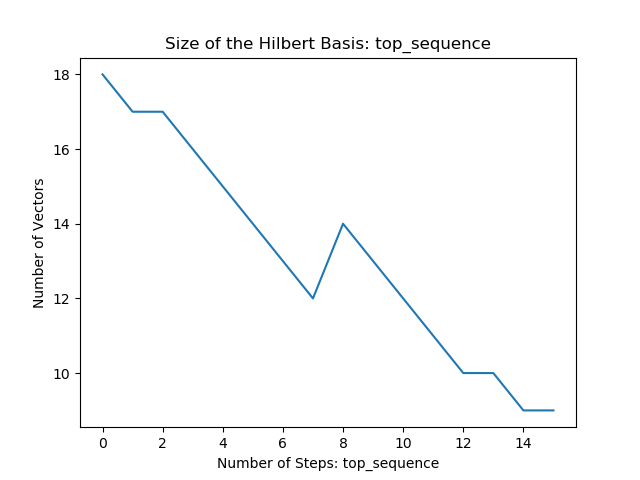 Size of the Hilbert Basis: top_sequence
18
16
14
12
10
Number of Vectors
0 2 4 6 8 10 12 14
Number of Steps: top_sequence